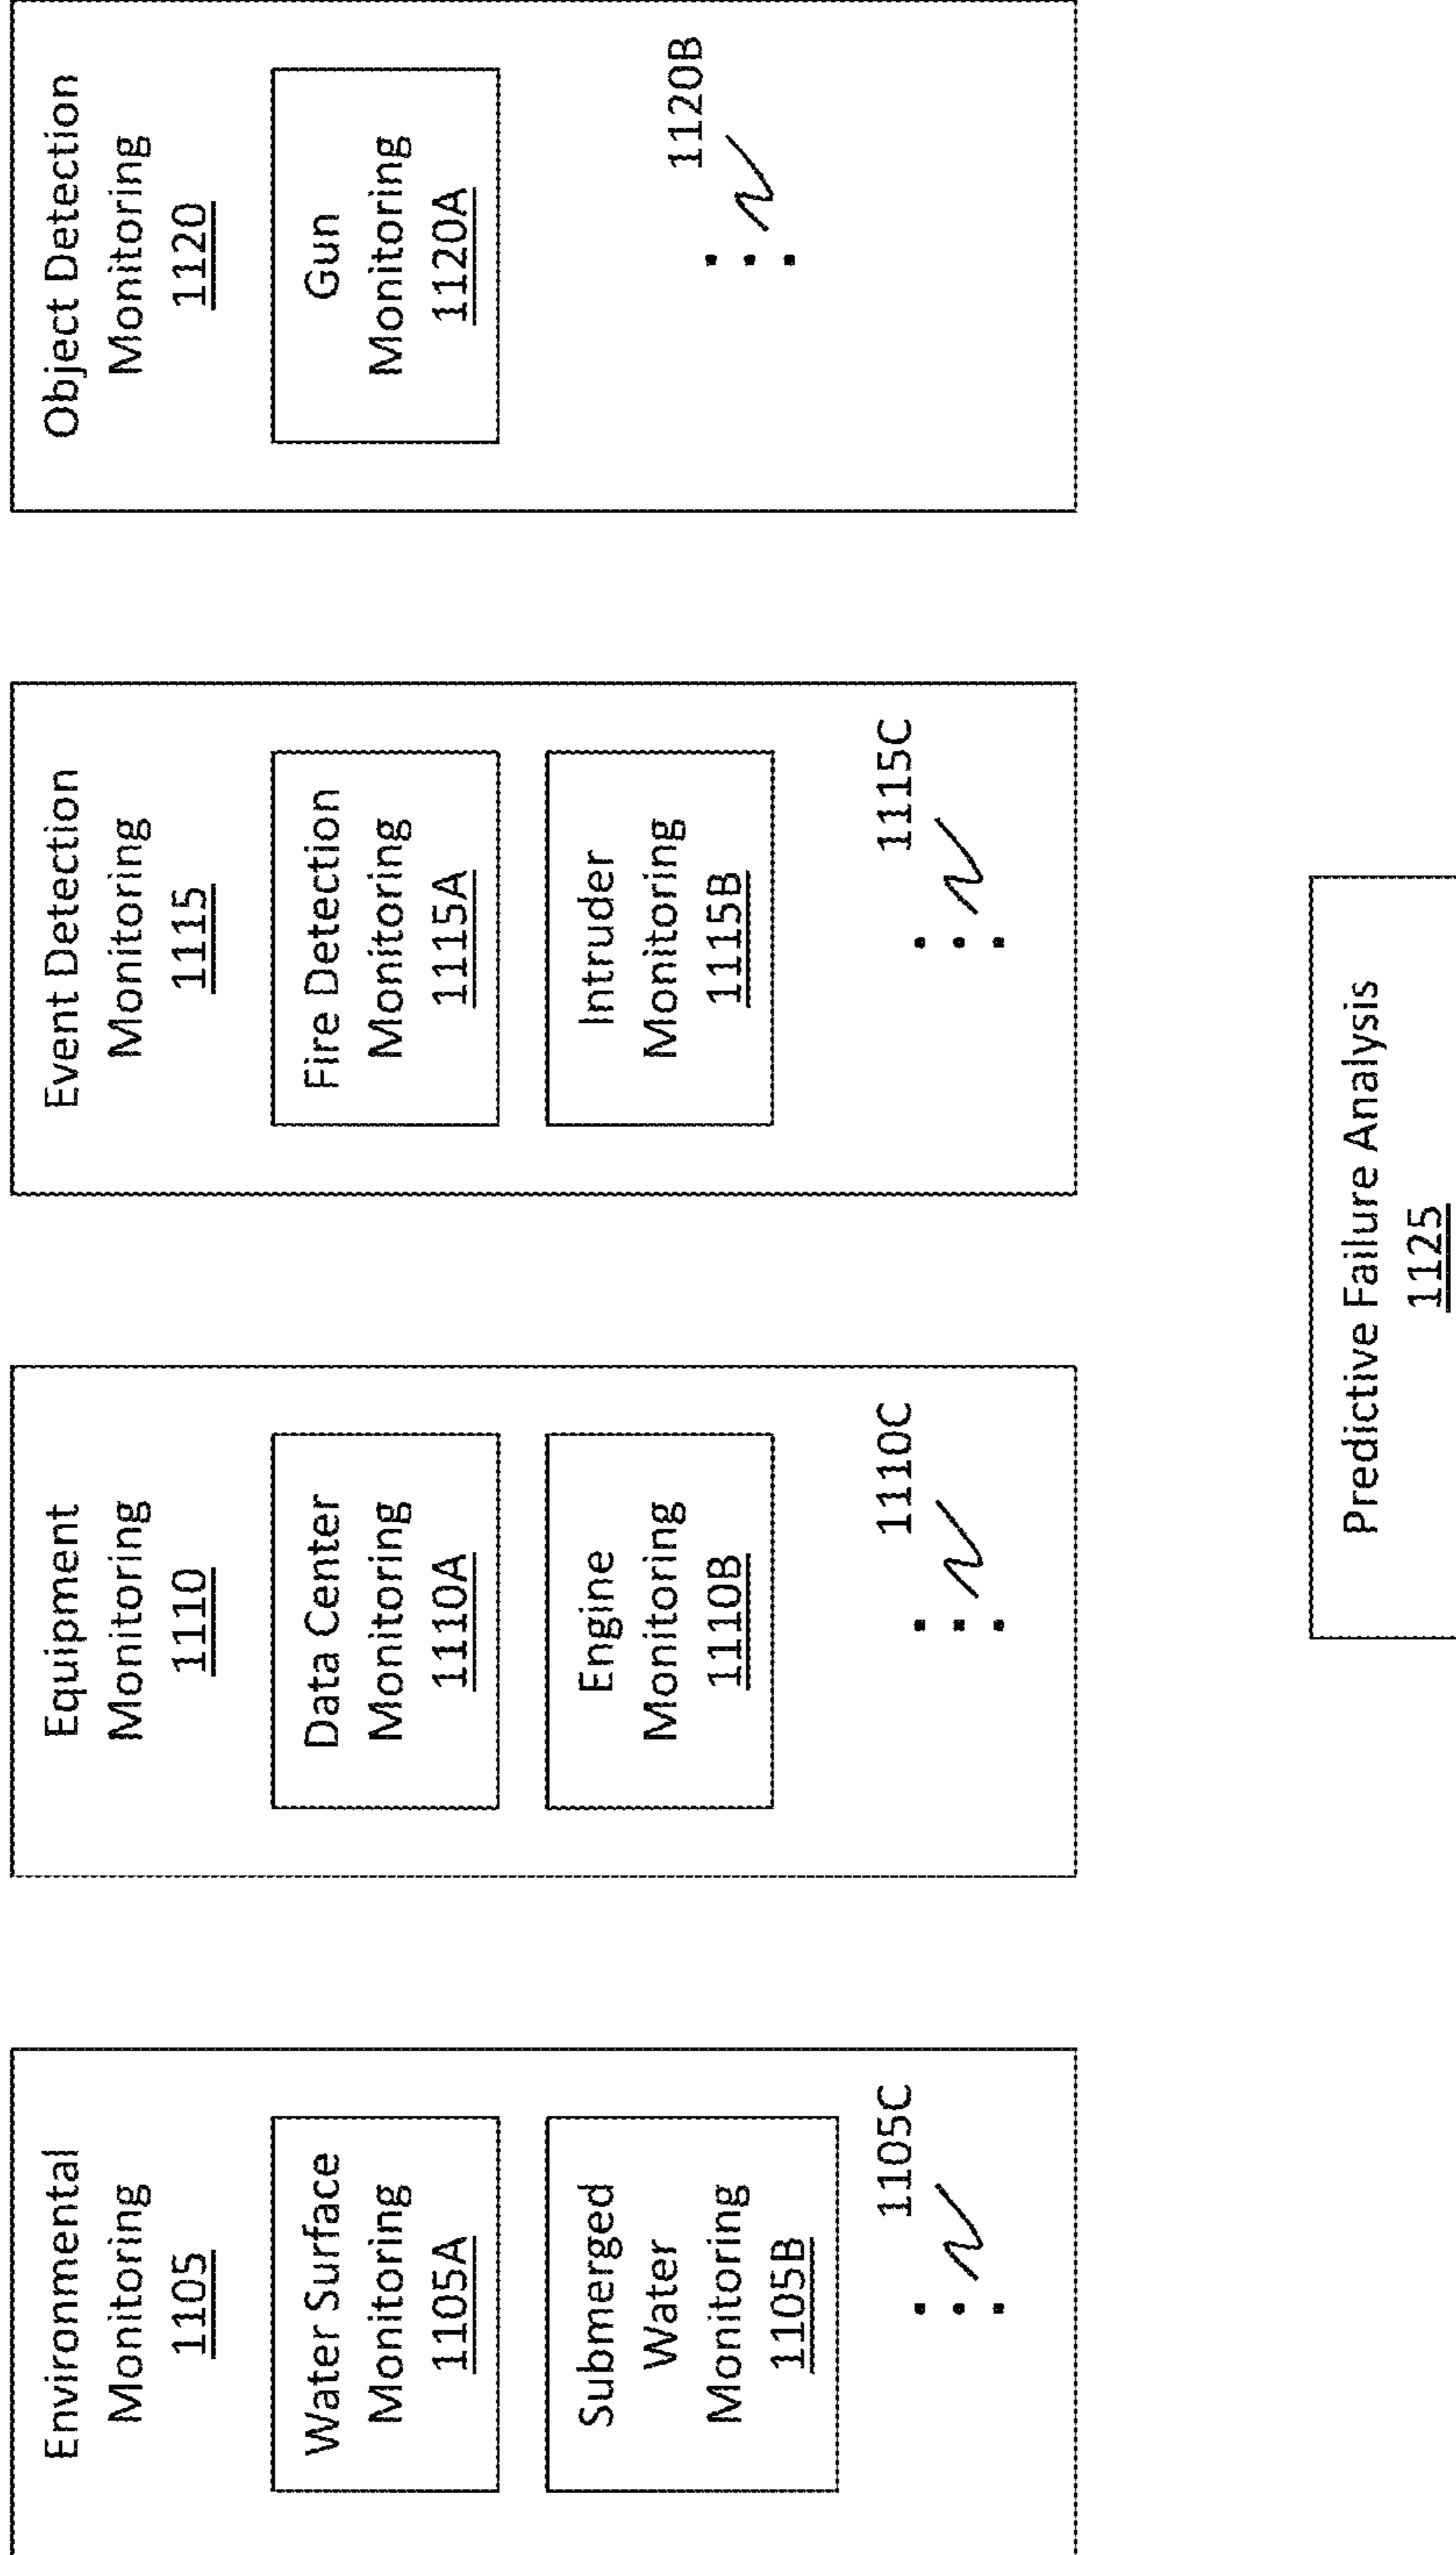 Environmental
Monitoring
1105
Water Surface
Monitoring
1105A
Submerged
Water
Monitoring
1105B
1105C
Equipment
Monitoring
1110
Data Center
Monitoring
1110A
Engine
Monitoring
1110B
1110C
Event Detection
Monitoring
1115
Fire Detection
Monitoring
1115A
Intruder
Monitoring
1115B
1115C
Object Detection
Monitoring
1120
Gun
Monitoring
1120A
1120B
Predictive Failure Analysis
1125